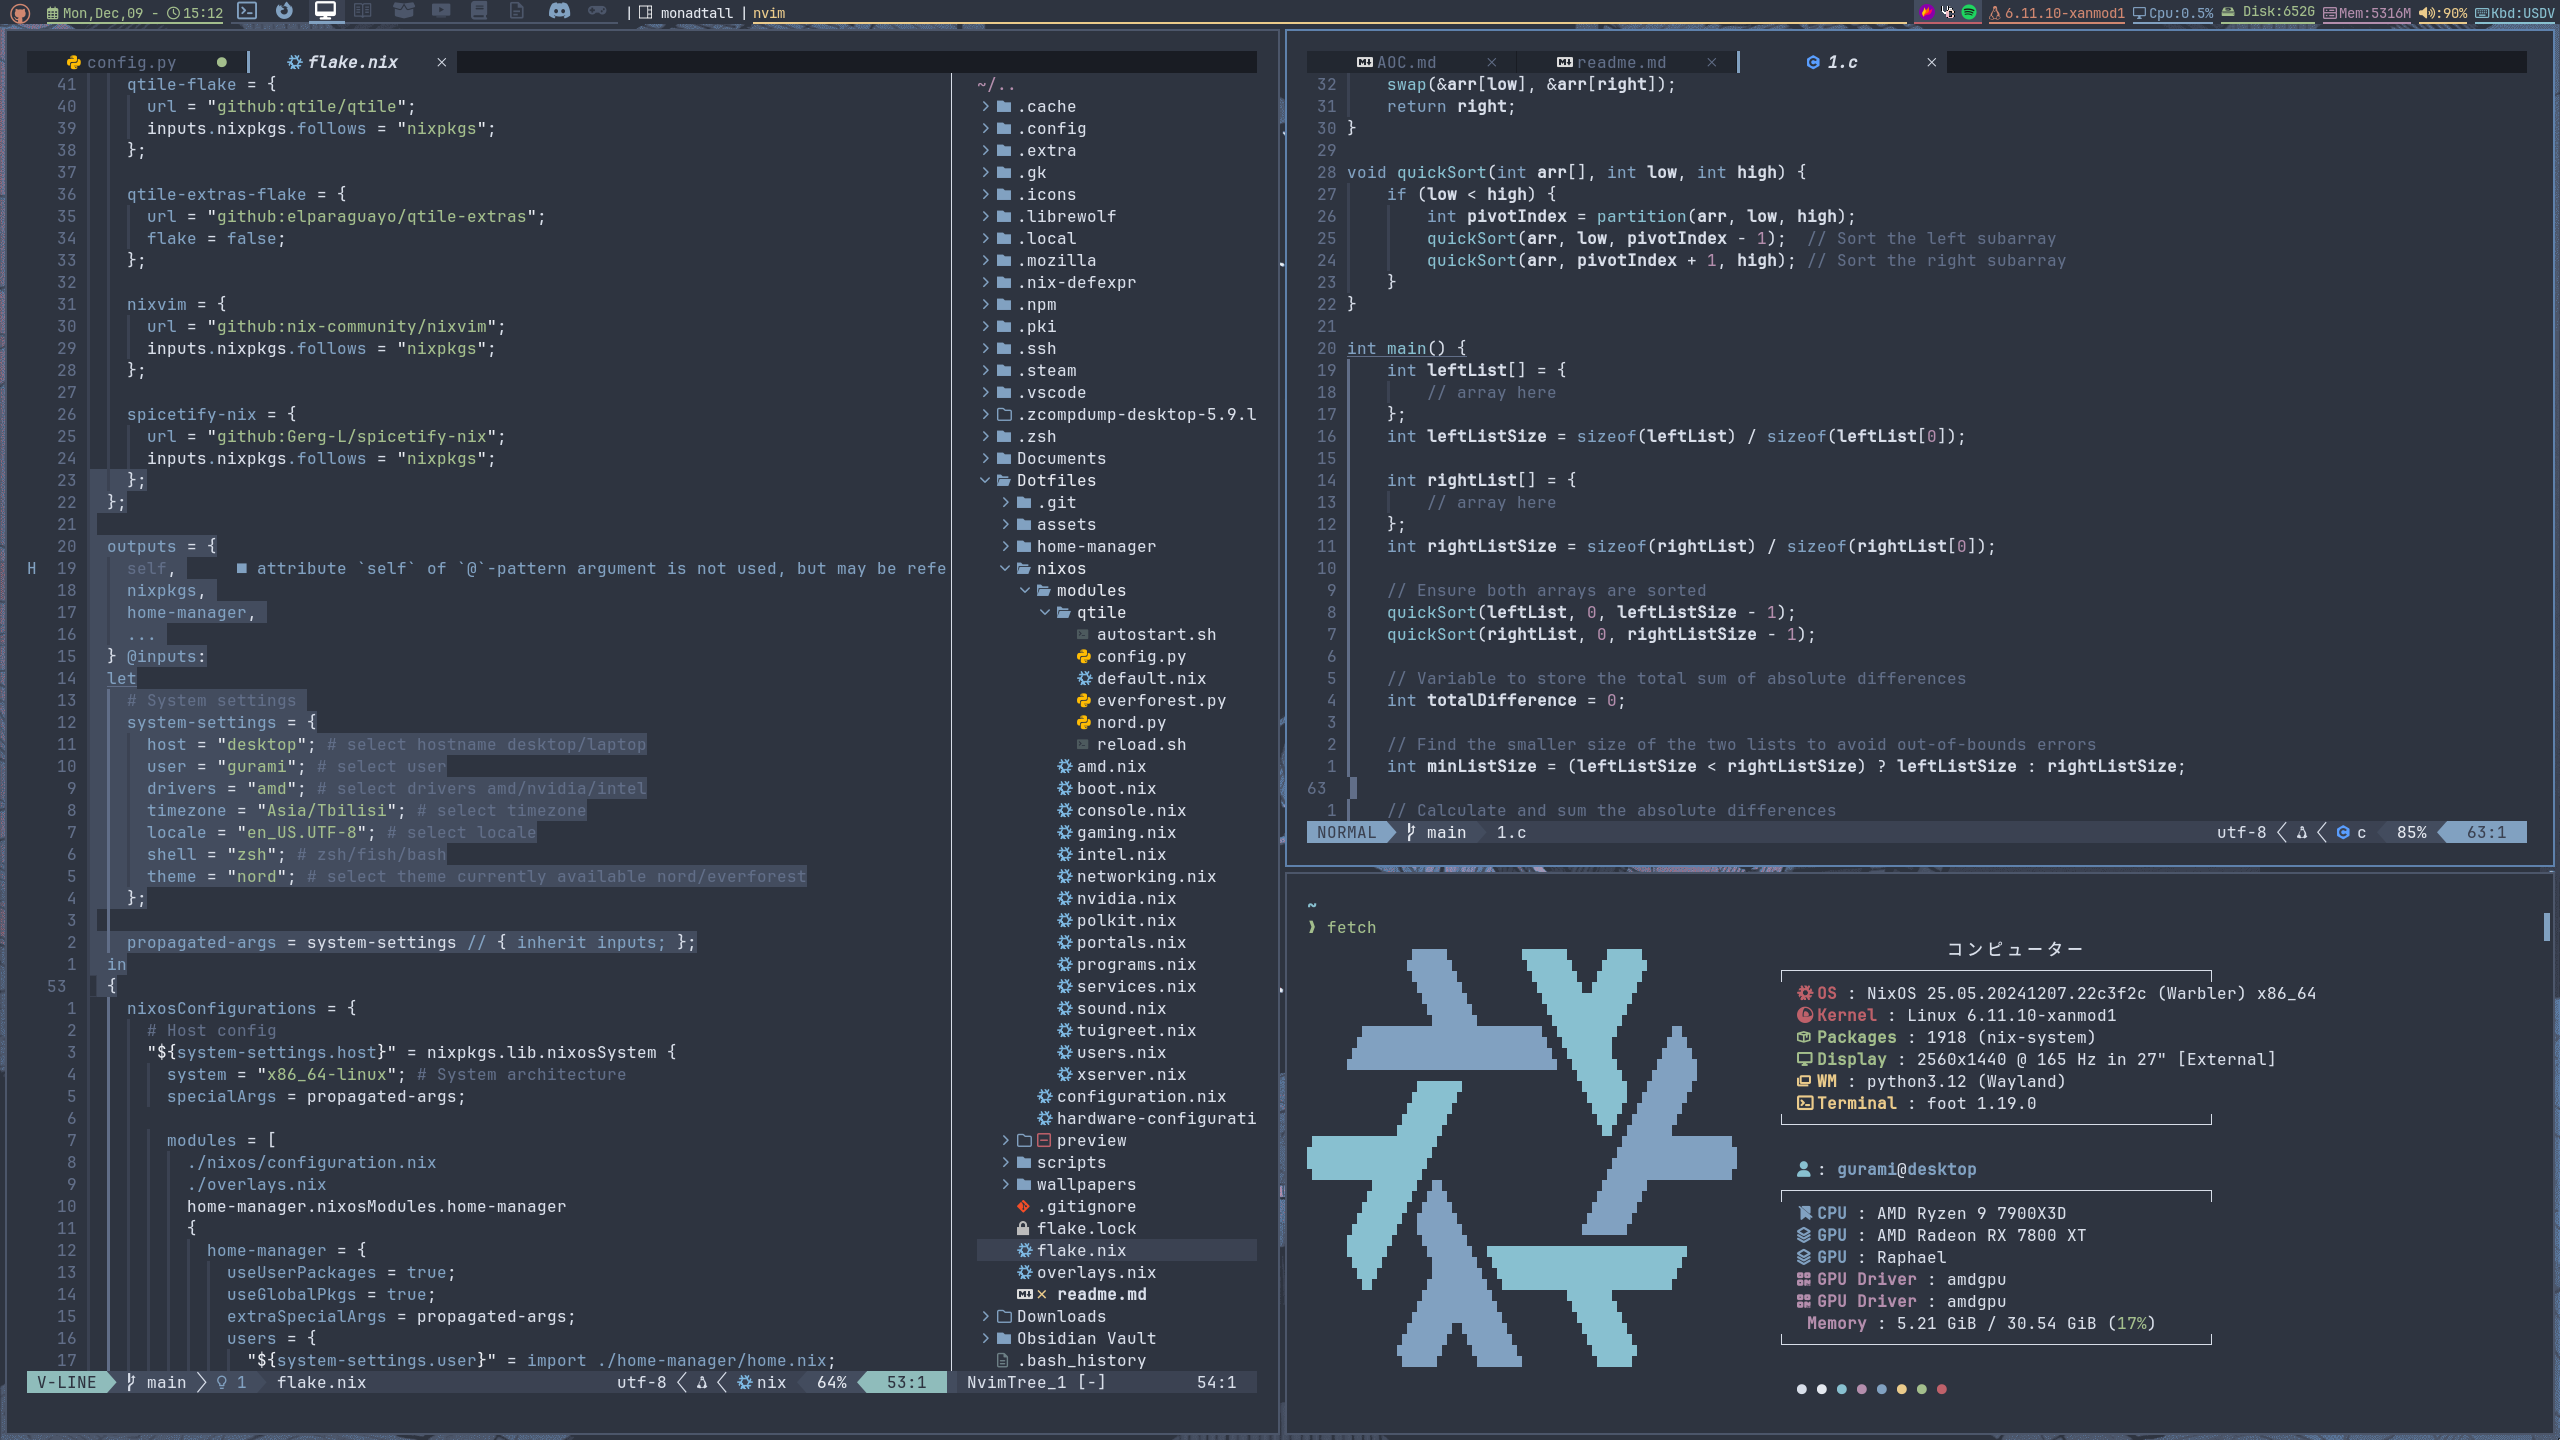 Mon,Dec,09 - 15:12 | monadtall | nvim 6.11.10-xanmod1 Cpu:0.5% Disk:652G Mem:5316M :90% Kbd:USDV
config.py ● flake.nix ×
41 qtile-flake = {
40 url = "github:qtile/qtile";
39 inputs.nixpkgs.follows = "nixpkgs";
38 };
37
36 qtile-extras-flake = {
35 url = "github:elparaguayo/qtile-extras";
34 flake = false;
33 };
32
31 nixvim = {
30 url = "github:nix-community/nixvim";
29 inputs.nixpkgs.follows = "nixpkgs";
28 };
27
26 spicetify-nix = {
25 url = "github:Gerg-L/spicetify-nix";
24 inputs.nixpkgs.follows = "nixpkgs";
23 };
22 };
21
20 outputs = {
H 19 self, ■ attribute `self` of `@`-pattern argument is not used, but may be refe
18 nixpkgs,
17 home-manager,
16 ...
15 } @inputs:
14 let
13 # System settings
12 system-settings = {
11 host = "desktop"; # select hostname desktop/laptop
10 user = "gurami"; # select user
9 drivers = "amd"; # select drivers amd/nvidia/intel
8 timezone = "Asia/Tbilisi"; # select timezone
7 locale = "en_US.UTF-8"; # select locale
6 shell = "zsh"; # zsh/fish/bash
5 theme = "nord"; # select theme currently available nord/everforest
4 };
3
2 propagated-args = system-settings // { inherit inputs; };
1 in
53 {
1 nixosConfigurations = {
2 # Host config
3 "${system-settings.host}" = nixpkgs.lib.nixosSystem {
4 system = "x86_64-linux"; # System architecture
5 specialArgs = propagated-args;
6
7 modules = [
8 ./nixos/configuration.nix
9 ./overlays.nix
10 home-manager.nixosModules.home-manager
11 {
12 home-manager = {
13 useUserPackages = true;
14 useGlobalPkgs = true;
15 extraSpecialArgs = propagated-args;
16 users = {
17 "${system-settings.user}" = import ./home-manager/home.nix;
V-LINE main 1 flake.nix utf-8 nix 64% 53:1
~/..
.cache
.config
.extra
.gk
.icons
.librewolf
.local
.mozilla
.nix-defexpr
.npm
.pki
.ssh
.steam
.vscode
.zcompdump-desktop-5.9.l
.zsh
Documents
Dotfiles
.git
assets
home-manager
nixos
modules
qtile
autostart.sh
config.py
default.nix
everforest.py
nord.py
reload.sh
amd.nix
boot.nix
console.nix
gaming.nix
intel.nix
networking.nix
nvidia.nix
polkit.nix
portals.nix
programs.nix
services.nix
sound.nix
tuigreet.nix
users.nix
xserver.nix
configuration.nix
hardware-configurati
preview
scripts
wallpapers
.gitignore
flake.lock
flake.nix
overlays.nix
readme.md
Downloads
Obsidian Vault
.bash_history
NvimTree_1 [-] 54:1
AOC.md × readme.md × 1.c ×
32 swap(&arr[low], &arr[right]);
31 return right;
30 }
29
28 void quickSort(int arr[], int low, int high) {
27 if (low < high) {
26 int pivotIndex = partition(arr, low, high);
25 quickSort(arr, low, pivotIndex - 1); // Sort the left subarray
24 quickSort(arr, pivotIndex + 1, high); // Sort the right subarray
23 }
22 }
21
20 int main() {
19 int leftList[] = {
18 // array here
17 };
16 int leftListSize = sizeof(leftList) / sizeof(leftList[0]);
15
14 int rightList[] = {
13 // array here
12 };
11 int rightListSize = sizeof(rightList) / sizeof(rightList[0]);
10
9 // Ensure both arrays are sorted
8 quickSort(leftList, 0, leftListSize - 1);
7 quickSort(rightList, 0, rightListSize - 1);
6
5 // Variable to store the total sum of absolute differences
4 int totalDifference = 0;
3
2 // Find the smaller size of the two lists to avoid out-of-bounds errors
1 int minListSize = (leftListSize < rightListSize) ? leftListSize : rightListSize;
63
1 // Calculate and sum the absolute differences
NORMAL main 1.c utf-8 c 85% 63:1
~
❱ fetch
コンピューター
OS : NixOS 25.05.20241207.22c3f2c (Warbler) x86_64
Kernel : Linux 6.11.10-xanmod1
Packages : 1918 (nix-system)
Display : 2560x1440 @ 165 Hz in 27" [External]
WM : python3.12 (Wayland)
Terminal : foot 1.19.0
: gurami@desktop
CPU : AMD Ryzen 9 7900X3D
GPU : AMD Radeon RX 7800 XT
GPU : Raphael
GPU Driver : amdgpu
GPU Driver : amdgpu
Memory : 5.21 GiB / 30.54 GiB (17%)